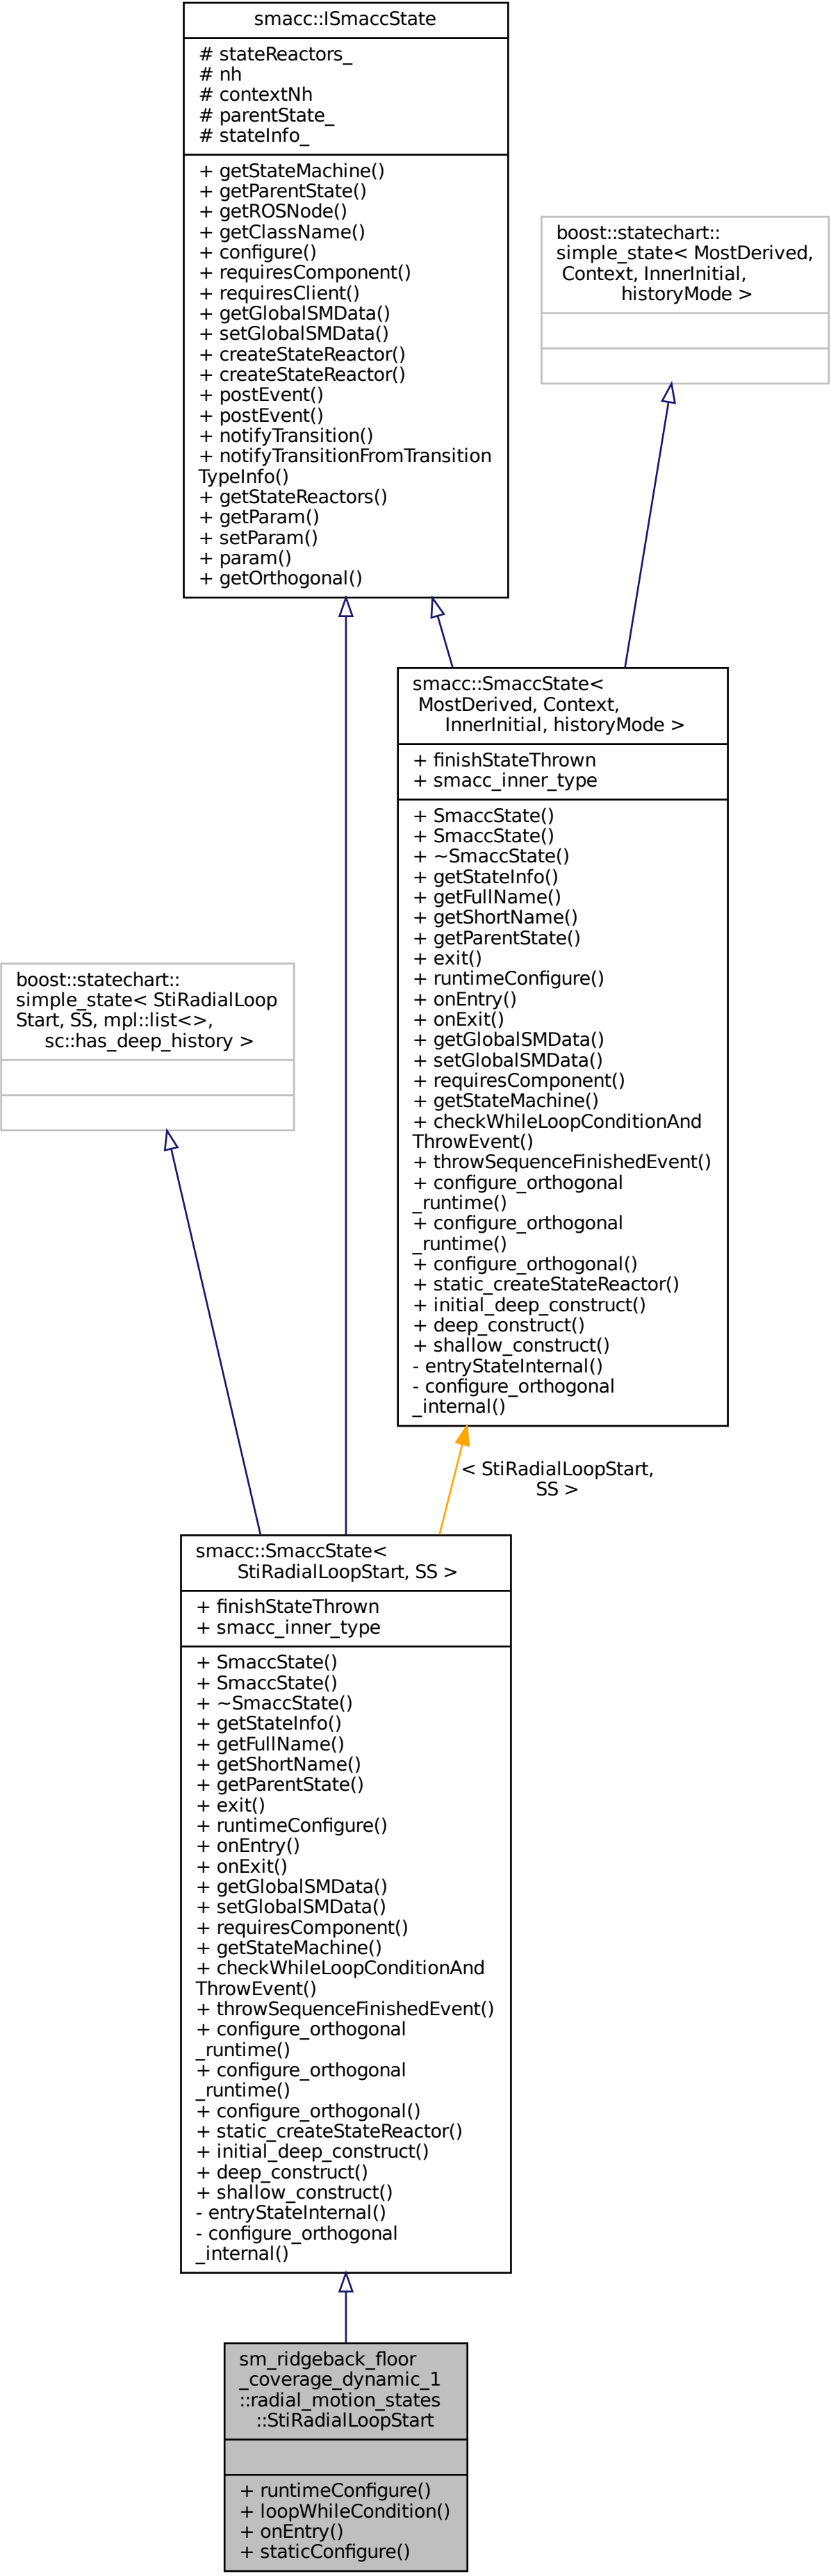 smacc::ISmaccState
# stateReactors_
# nh
# contextNh
# parentState_
# stateInfo_
+ getStateMachine()
+ getParentState()
+ getROSNode()
+ getClassName()
+ configure()
+ requiresComponent()
+ requiresClient()
+ getGlobalSMData()
+ setGlobalSMData()
+ createStateReactor()
+ createStateReactor()
+ postEvent()
+ postEvent()
+ notifyTransition()
+ notifyTransitionFromTransition
TypeInfo()
+ getStateReactors()
+ getParam()
+ setParam()
+ param()
+ getOrthogonal()
boost::statechart::
simple_state< MostDerived,
Context, InnerInitial,
historyMode >
smacc::SmaccState<
MostDerived, Context,
InnerInitial, historyMode >
+ finishStateThrown
+ smacc_inner_type
+ SmaccState()
+ SmaccState()
+ ~SmaccState()
+ getStateInfo()
+ getFullName()
+ getShortName()
+ getParentState()
+ exit()
+ runtimeConfigure()
+ onEntry()
+ onExit()
+ getGlobalSMData()
+ setGlobalSMData()
+ requiresComponent()
+ getStateMachine()
+ checkWhileLoopConditionAnd
ThrowEvent()
+ throwSequenceFinishedEvent()
+ configure_orthogonal
_runtime()
+ configure_orthogonal
_runtime()
+ configure_orthogonal()
+ static_createStateReactor()
+ initial_deep_construct()
+ deep_construct()
+ shallow_construct()
- entryStateInternal()
- configure_orthogonal
_internal()
boost::statechart::
simple_state< StiRadialLoop
Start, SS, mpl::list<>,
sc::has_deep_history >
< StiRadialLoopStart,
SS >
smacc::SmaccState<
StiRadialLoopStart, SS >
+ finishStateThrown
+ smacc_inner_type
+ SmaccState()
+ SmaccState()
+ ~SmaccState()
+ getStateInfo()
+ getFullName()
+ getShortName()
+ getParentState()
+ exit()
+ runtimeConfigure()
+ onEntry()
+ onExit()
+ getGlobalSMData()
+ setGlobalSMData()
+ requiresComponent()
+ getStateMachine()
+ checkWhileLoopConditionAnd
ThrowEvent()
+ throwSequenceFinishedEvent()
+ configure_orthogonal
_runtime()
+ configure_orthogonal
_runtime()
+ configure_orthogonal()
+ static_createStateReactor()
+ initial_deep_construct()
+ deep_construct()
+ shallow_construct()
- entryStateInternal()
- configure_orthogonal
_internal()
sm_ridgeback_floor
_coverage_dynamic_1
::radial_motion_states
::StiRadialLoopStart
+ runtimeConfigure()
+ loopWhileCondition()
+ onEntry()
+ staticConfigure()